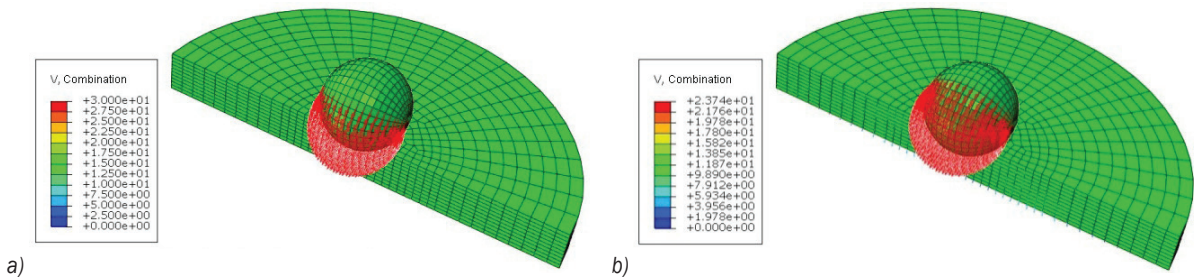 V, Combination
+3.000e+01
+2.750e+01
+2.500e+01
+2.250e+01
+2.000e+01
+1.750e+01
+1.500e+01
+1.250e+01
+1.000e+01
+7.500e+00
+5.000e+00
+2.500e+00
+0.000e+00
a)
V, Combination
+2.374e+01
+2.176e+01
+1.978e+01
+1.780e+01
+1.582e+01
+1.385e+01
+1.187e+01
+9.890e+00
+7.912e+00
+5.934e+00
+3.956e+00
+1.978e+00
+0.000e+00
b)